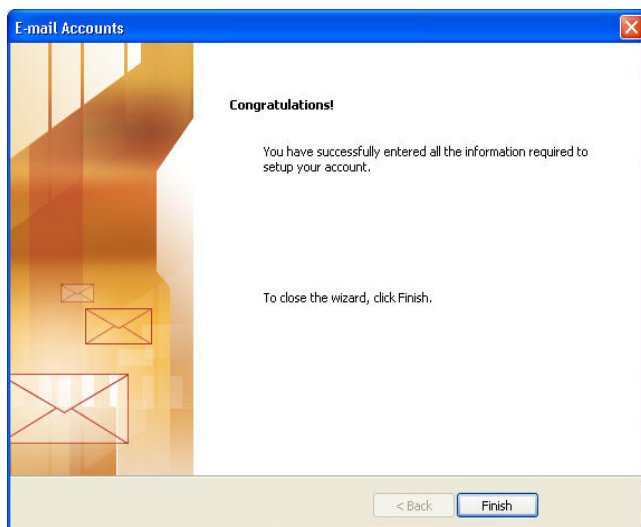 E-mail Accounts
Congratulations!
You have successfully entered all the information required to
setup your account.
To close the wizard, click Finish.
< Back
Finish